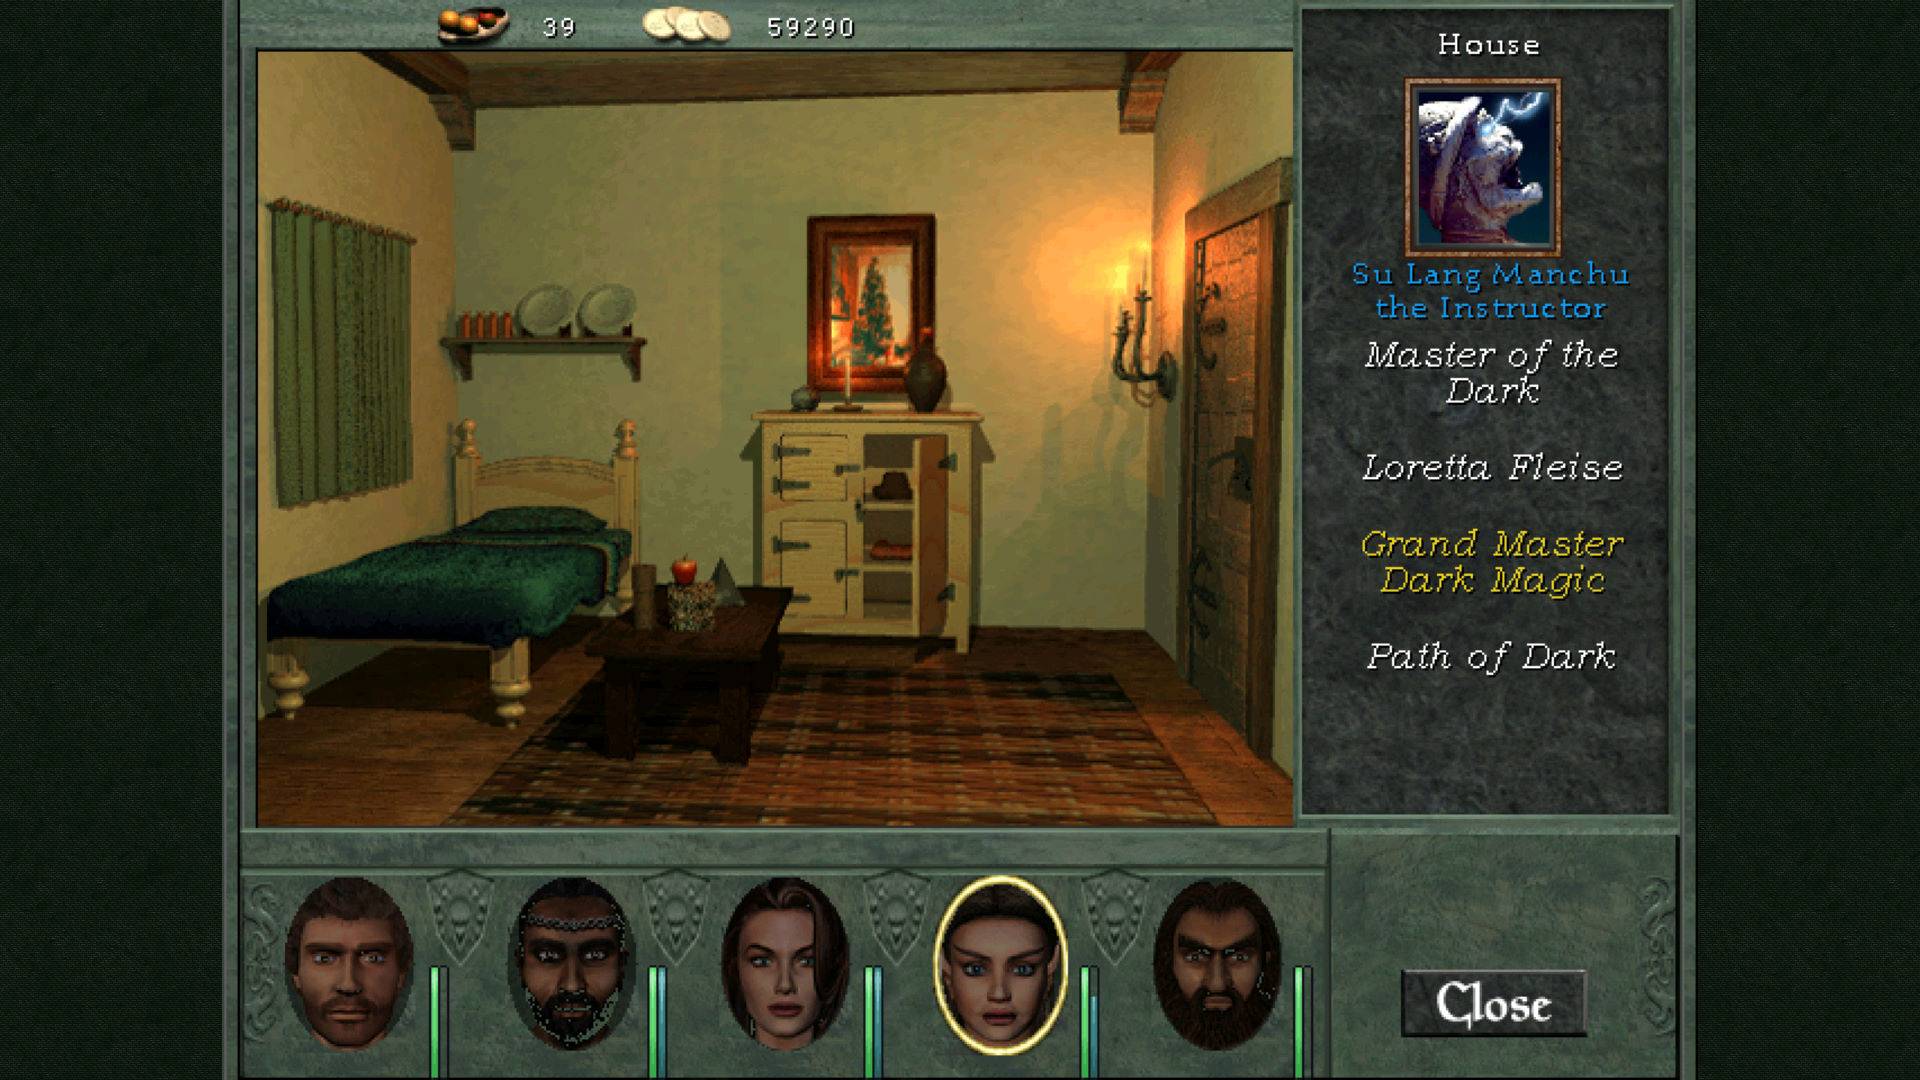 39
59290
House
Su Lang Manchu
the Instructor
Master of the
Dark
Loretta Fleise
Grand Master
Dark Magic
Path of Dark
Close